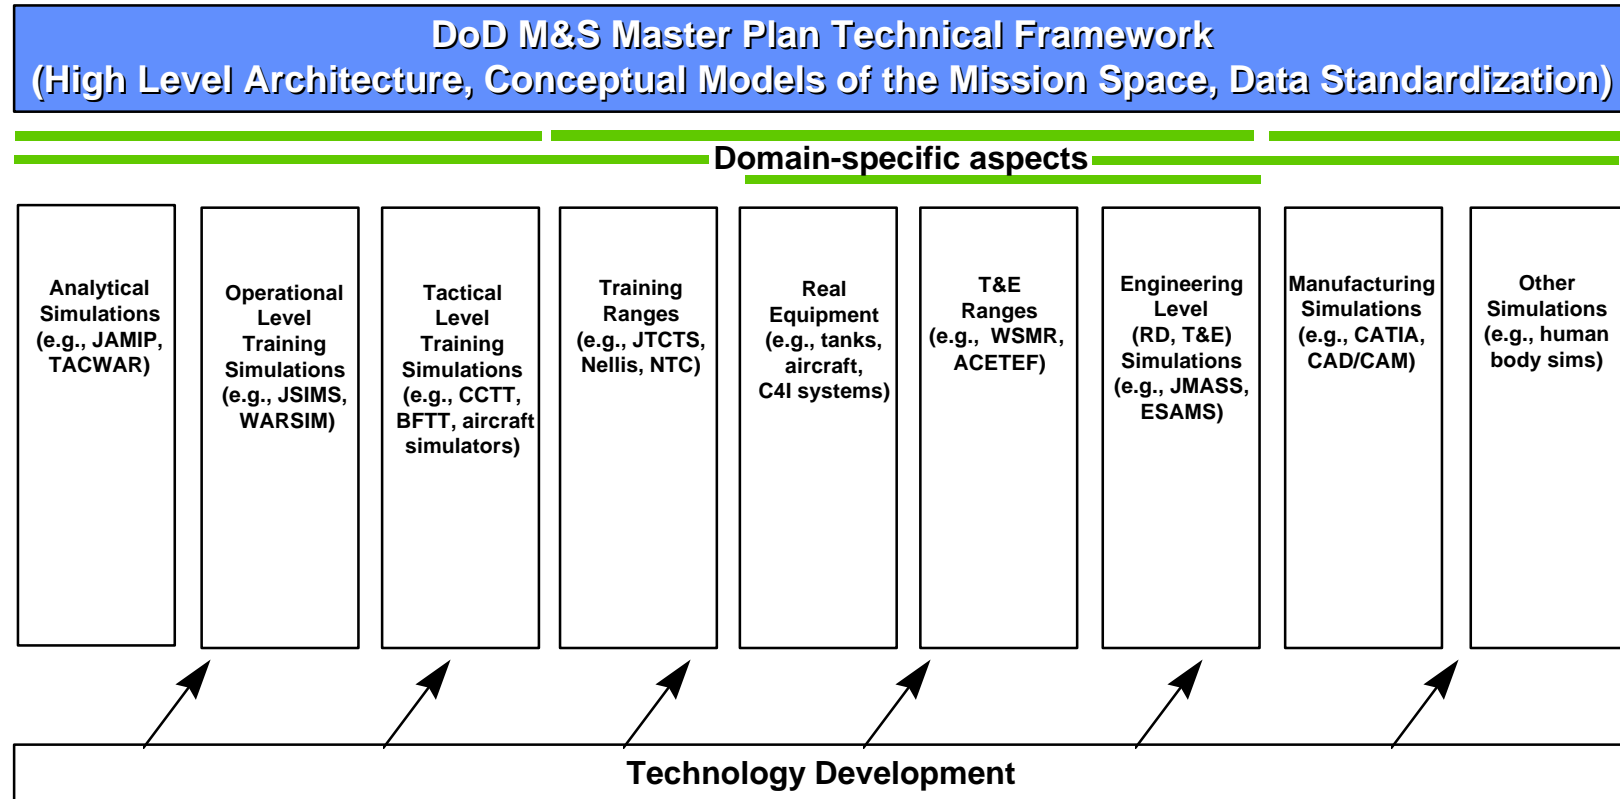 DoD M&S Master Plan Technical Framework
(High Level Architecture, Conceptual Models of the Mission Space, Data Standardization)
Domain-specific aspects
Analytical
Simulations
(e.g., JAMIP,
TACWAR)
Operational
Level
Training
Simulations
(e.g., JSIMS,
WARSIM)
Tactical
Level
Training
Simulations
(e.g., CCTT,
BFTT, aircraft
simulators)
Training
Ranges
(e.g., JTCTS,
Nellis, NTC)
Real
Equipment
(e.g., tanks,
aircraft,
C4I systems)
T&E
Ranges
(e.g., WSMR,
ACETEF)
Engineering
Level
(RD, T&E)
Simulations
(e.g., JMASS,
ESAMS)
Manufacturing
Simulations
(e.g., CATIA,
CAD/CAM)
Other
Simulations
(e.g., human
body sims)
Technology Development